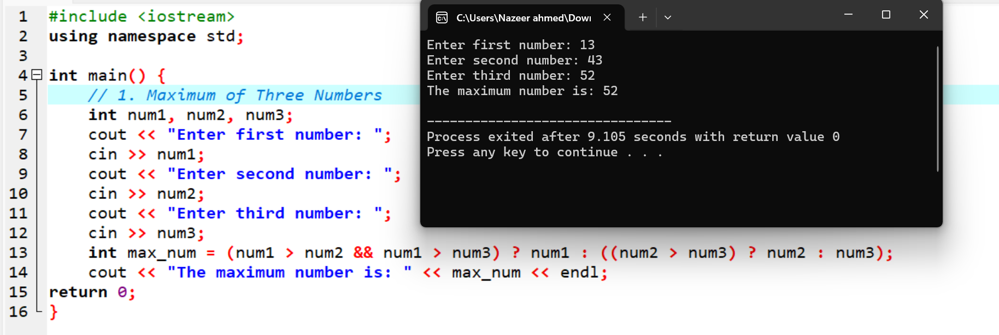 1 #include <iostream>
2 using namespace std;
3
4 int main() {
5 // 1. Maximum of Three Numbers
6 int num1, num2, num3;
7 cout << "Enter first number: ";
8 cin >> num1;
9 cout << "Enter second number: ";
10 cin >> num2;
11 cout << "Enter third number: ";
12 cin >> num3;
13 int max_num = (num1 > num2 && num1 > num3) ? num1 : ((num2 > num3) ? num2 : num3);
14 cout << "The maximum number is: " << max_num << endl;
15 return 0;
16 }
C:\Users\Nazeer ahmed\Dow
Enter first number: 13
Enter second number: 43
Enter third number: 52
The maximum number is: 52
--------------------------------
Process exited after 9.105 seconds with return value 0
Press any key to continue . . .